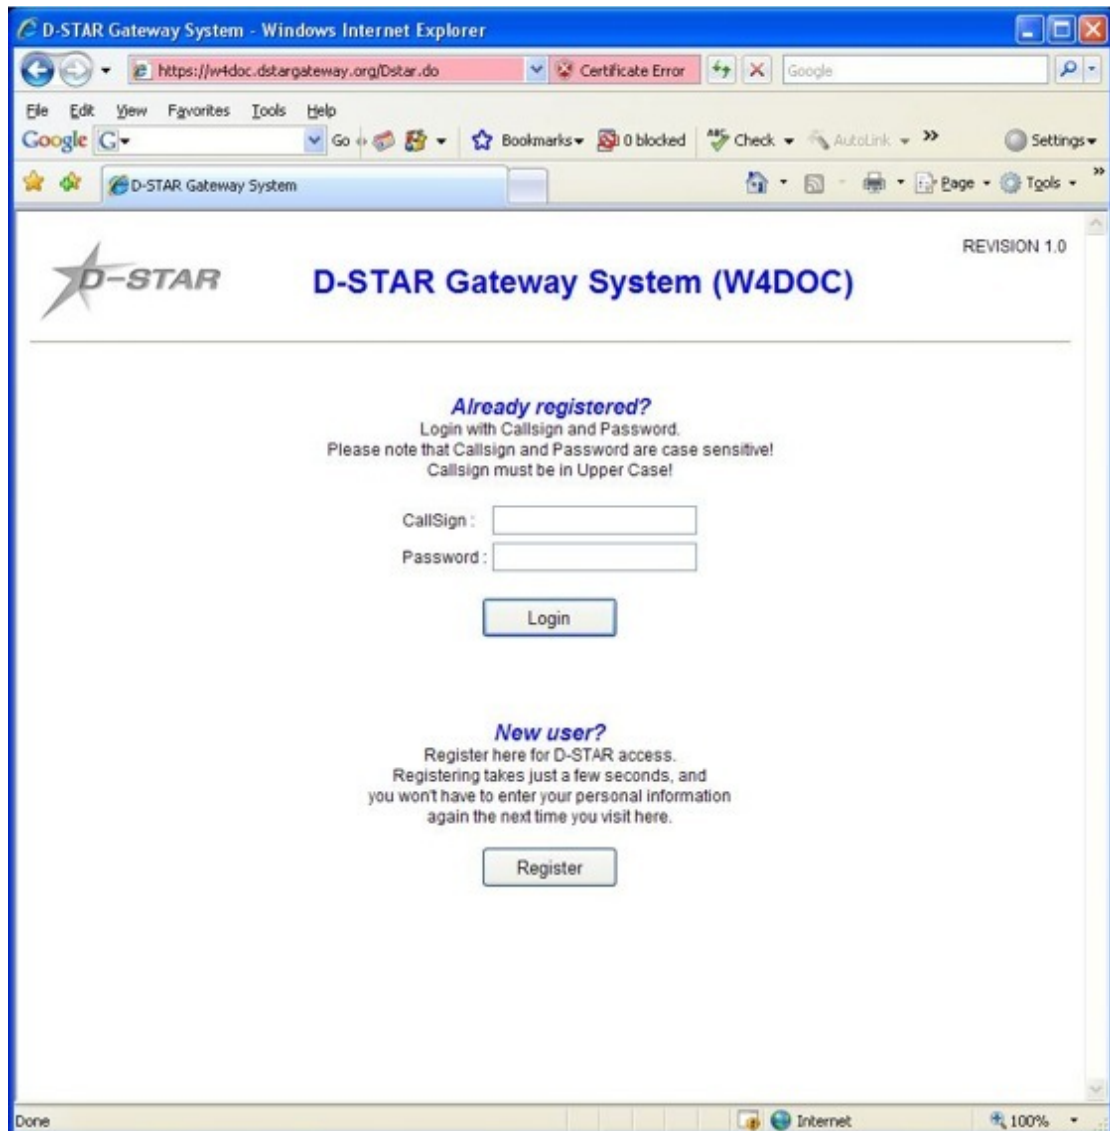 D-STAR Gateway System - Windows Internet Explorer
https://w4doc.dstargateway.org/Dstar.do Certificate Error Google
File Edit View Favorites Tools Help
Google G Go Bookmarks 0 blocked Check AutoLink » Settings
D-STAR Gateway System Page Tools »
REVISION 1.0
D-STAR D-STAR Gateway System (W4DOC)
Already registered?
Login with Callsign and Password.
Please note that Callsign and Password are case sensitive!
Callsign must be in Upper Case!
CallSign :
Password :
Login
New user?
Register here for D-STAR access.
Registering takes just a few seconds, and
you won't have to enter your personal information
again the next time you visit here.
Register
Done Internet 100%